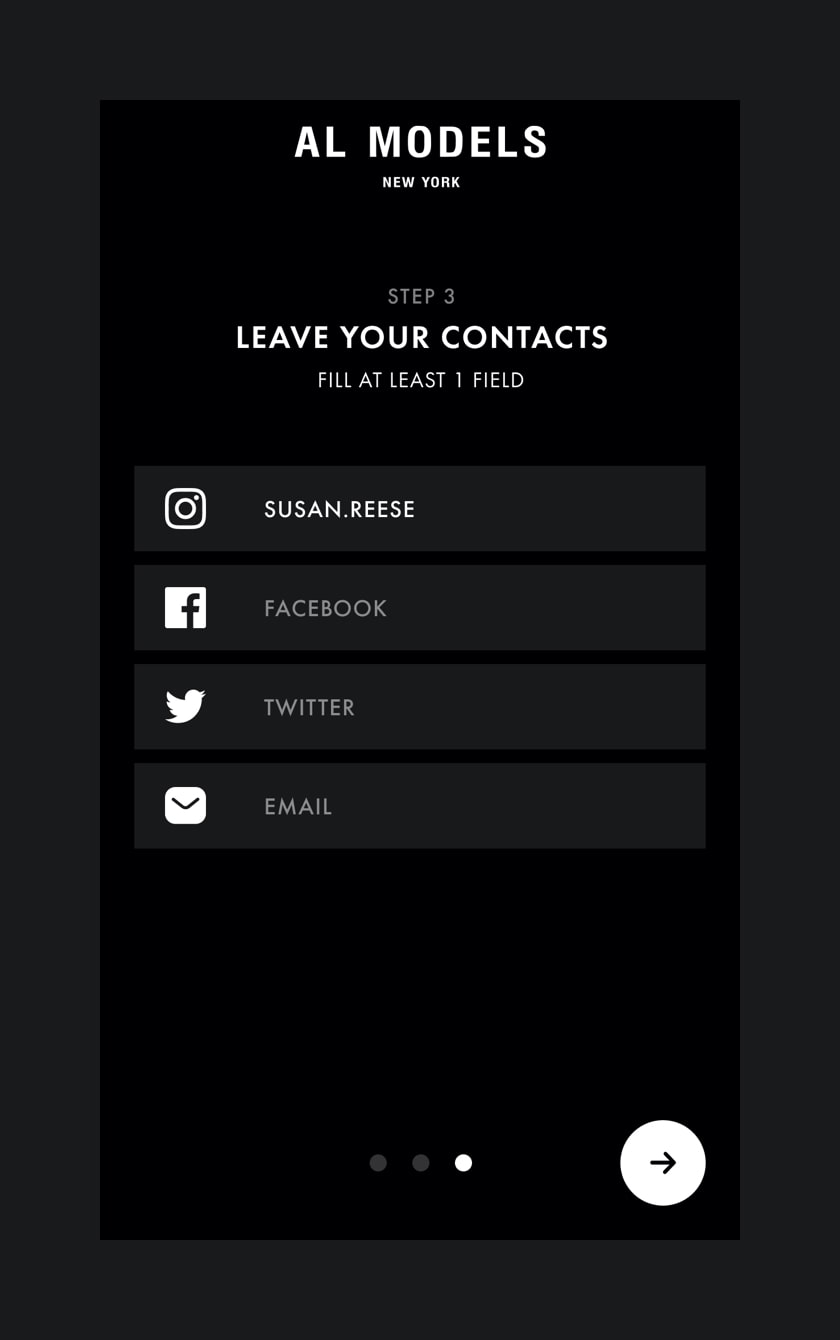 AL MODELS
NEW YORK
STEP 3
LEAVE YOUR CONTACTS
FILL AT LEAST 1 FIELD
SUSAN.REESE
FACEBOOK
TWITTER
EMAIL